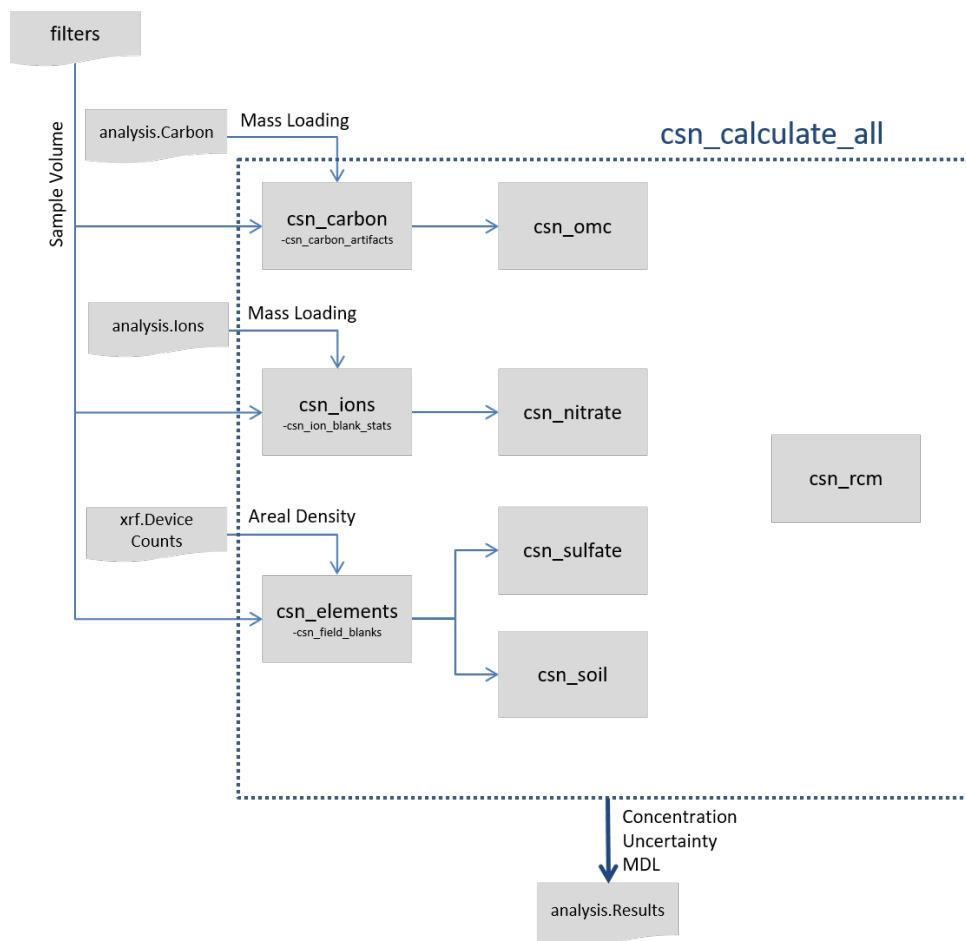 filters
Sample Volume
analysis.Carbon
Mass Loading
csn_calculate_all
csn_carbon
-csn_carbon_artifacts
csn_omc
analysis.Ions
Mass Loading
csn_ions
-csn_ion_blank_stats
csn_nitrate
csn_rcm
xrf.Device
Counts
Areal Density
csn_sulfate
csn_elements
-csn_field_blanks
csn_soil
Concentration
Uncertainty
MDL
analysis.Results